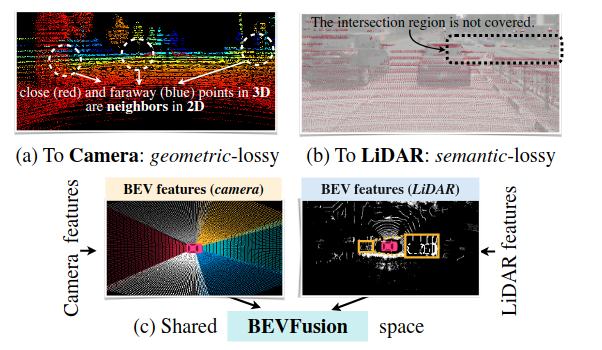 The intersection region is not covered.
close (red) and faraway (blue) points in 3D
are neighbors in 2D
(a) To Camera: geometric-lossy
(b) To LiDAR: semantic-lossy
BEV features (camera)
BEV features (LiDAR)
Camera features
LiDAR features
(c) Shared BEVFusion space